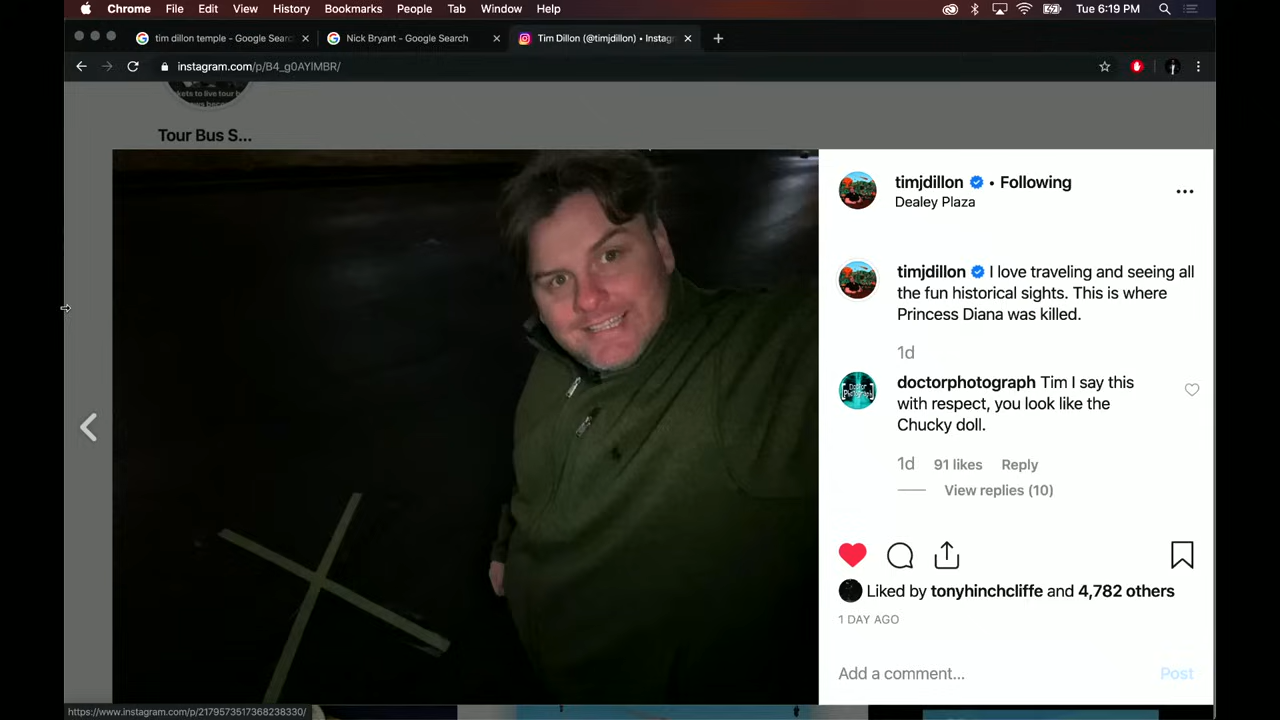 Chrome File Edit View History Bookmarks People Tab Window Help Tue 6:19 PM
tim dillon temple - Google Searc
Nick Bryant - Google Search
Tim Dillon (@timjdillon) • Instag
instagram.com/p/B4_g0AYlMBR/
Tour Bus S...
timjdillon • Following
Dealey Plaza
timjdillon I love traveling and seeing all
the fun historical sights. This is where
Princess Diana was killed.
1d
doctorphotograph Tim I say this
with respect, you look like the
Chucky doll.
1d 91 likes Reply
View replies (10)
Liked by tonyhinchcliffe and 4,782 others
1 DAY AGO
Add a comment... Post
https://www.instagram.com/p/2179573517368238330/